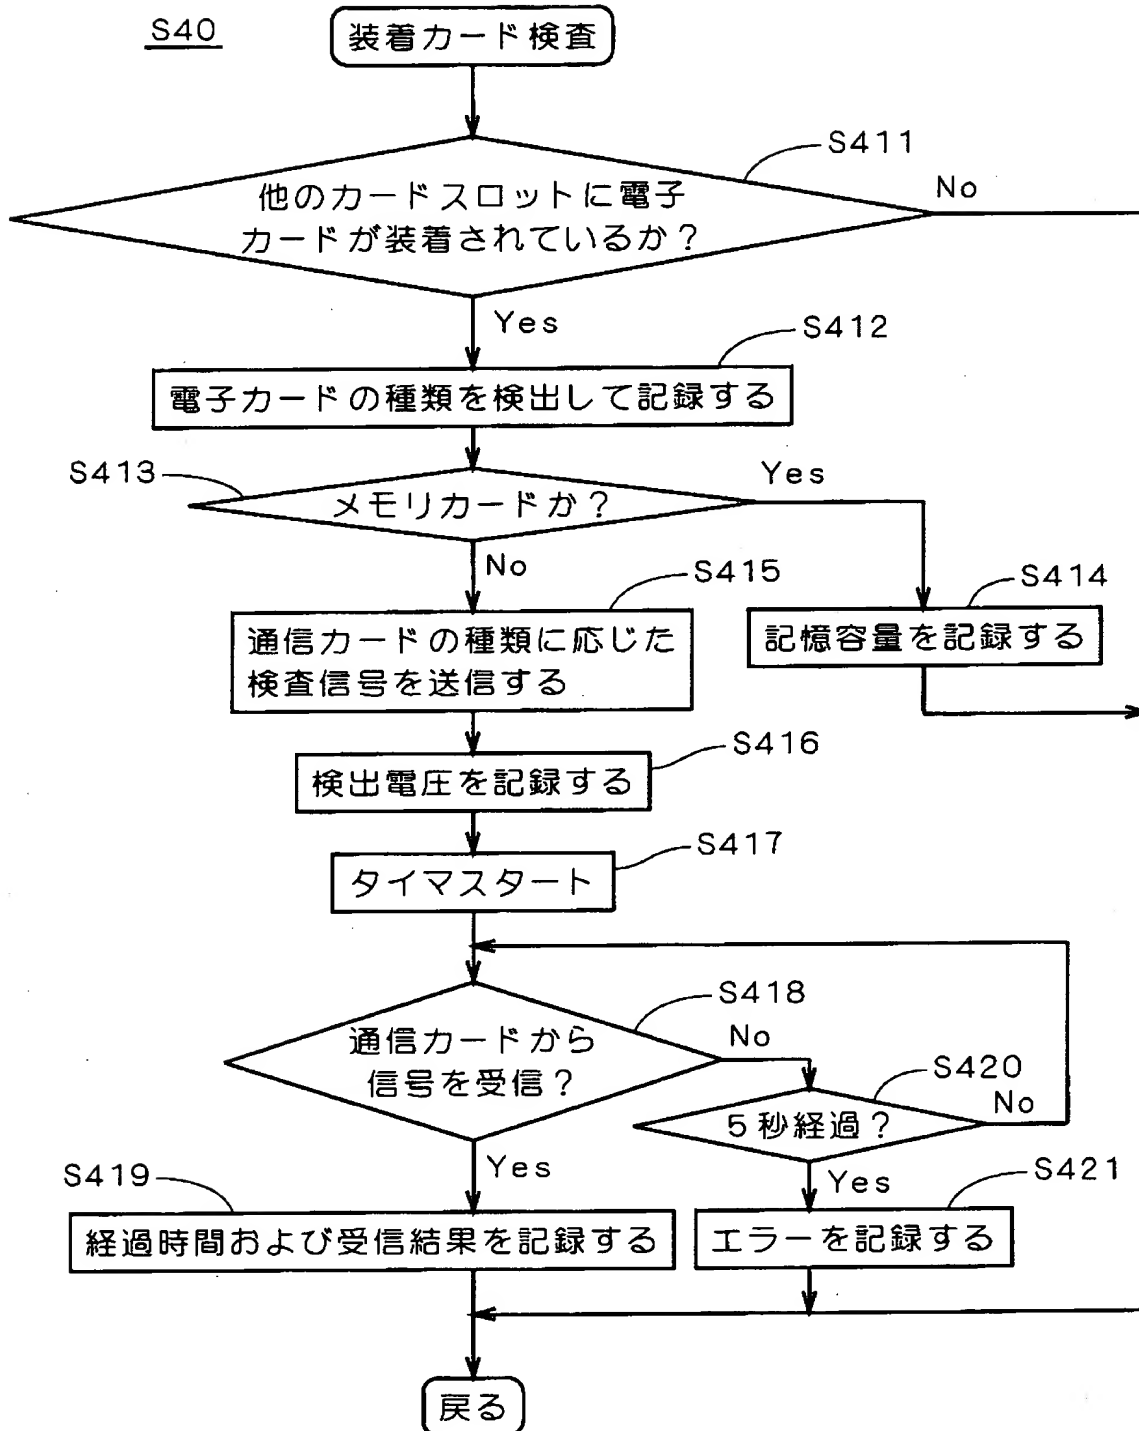 S40
装着カード検査
S411
他のカードスロットに電子
カードが装着されているか？
No
Yes
S412
電子カードの種類を検出して記録する
S413
メモリカードか？
Yes
No
S415
S414
通信カードの種類に応じた
検査信号を送信する
記憶容量を記録する
S416
検出電圧を記録する
S417
タイマスタート
S418
通信カードから
信号を受信？
No
S420
5秒経過？
No
Yes
Yes
S419
S421
経過時間および受信結果を記録する
エラーを記録する
戻る